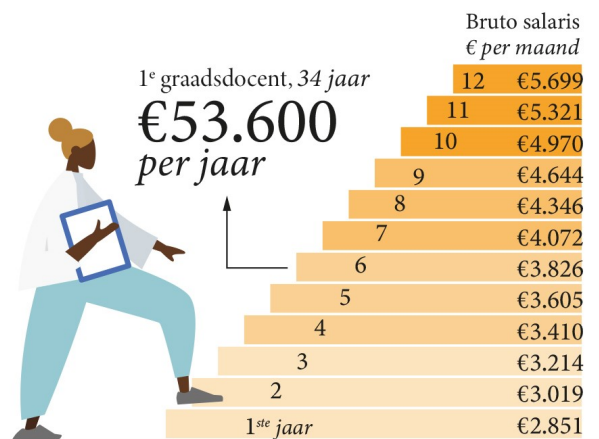 Bruto salaris
€ per maand
1e graadsdocent, 34 jaar
€53.600
per jaar
12 €5.699
11 €5.321
10 €4.970
9 €4.644
8 €4.346
7 €4.072
6 €3.826
5 €3.605
4 €3.410
3 €3.214
2 €3.019
1ste jaar €2.851